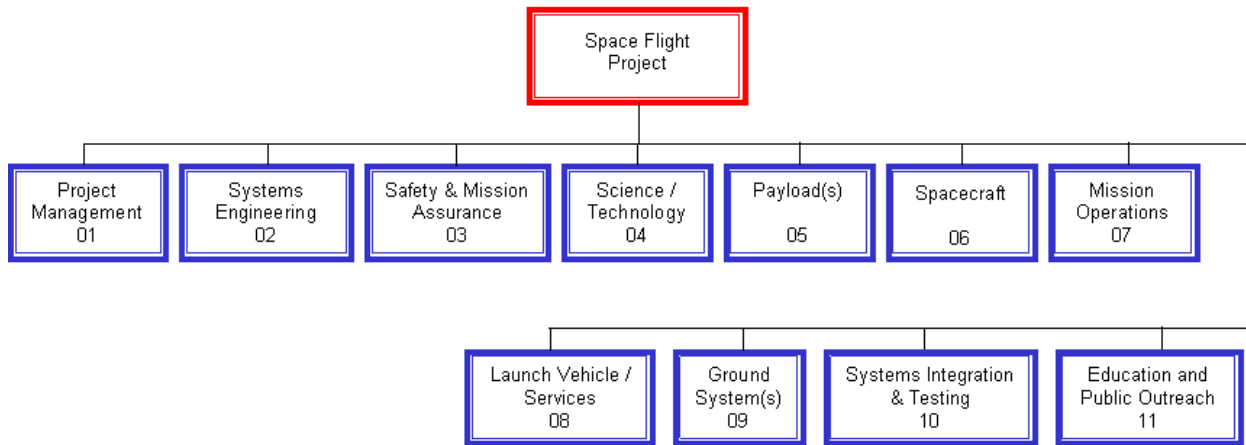 Space Flight
Project
Project
Management
01
Systems
Engineering
02
Safety & Mission
Assurance
03
Science /
Technology
04
Payload(s)
05
Spacecraft
06
Mission
Operations
07
Launch Vehicle /
Services
08
Ground
System(s)
09
Systems Integration
& Testing
10
Education and
Public Outreach
11